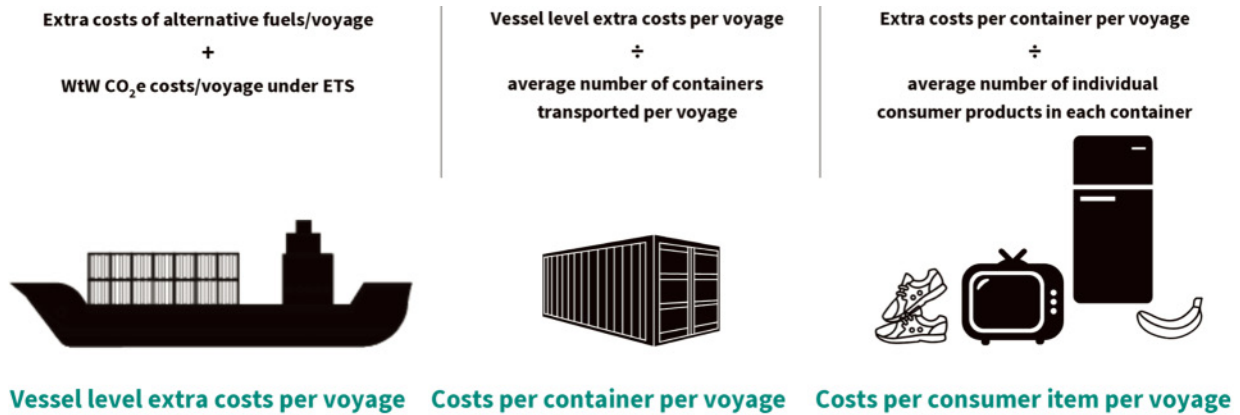 Extra costs of alternative fuels/voyage
+
WtW CO₂e costs/voyage under ETS
Vessel level extra costs per voyage
Vessel level extra costs per voyage
÷
average number of containers
transported per voyage
Costs per container per voyage
Extra costs per container per voyage
÷
average number of individual
consumer products in each container
Costs per consumer item per voyage